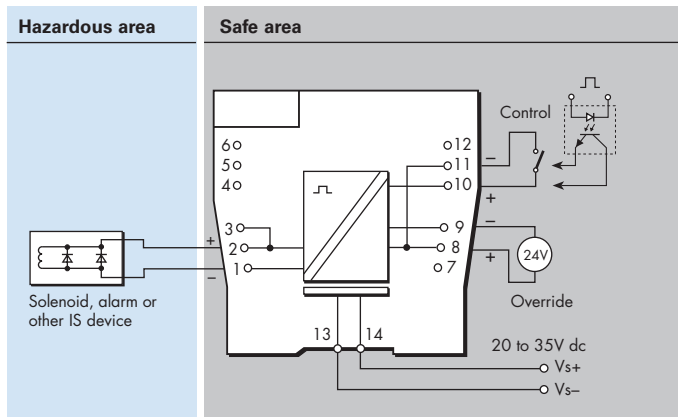 Hazardous area
Safe area
Control
6
5
4
3
2
1
+
–
12
11
10
9
8
7
–
+
–
+
24V
Override
Solenoid, alarm or
other IS device
13
14
20 to 35V dc
Vs+
Vs–